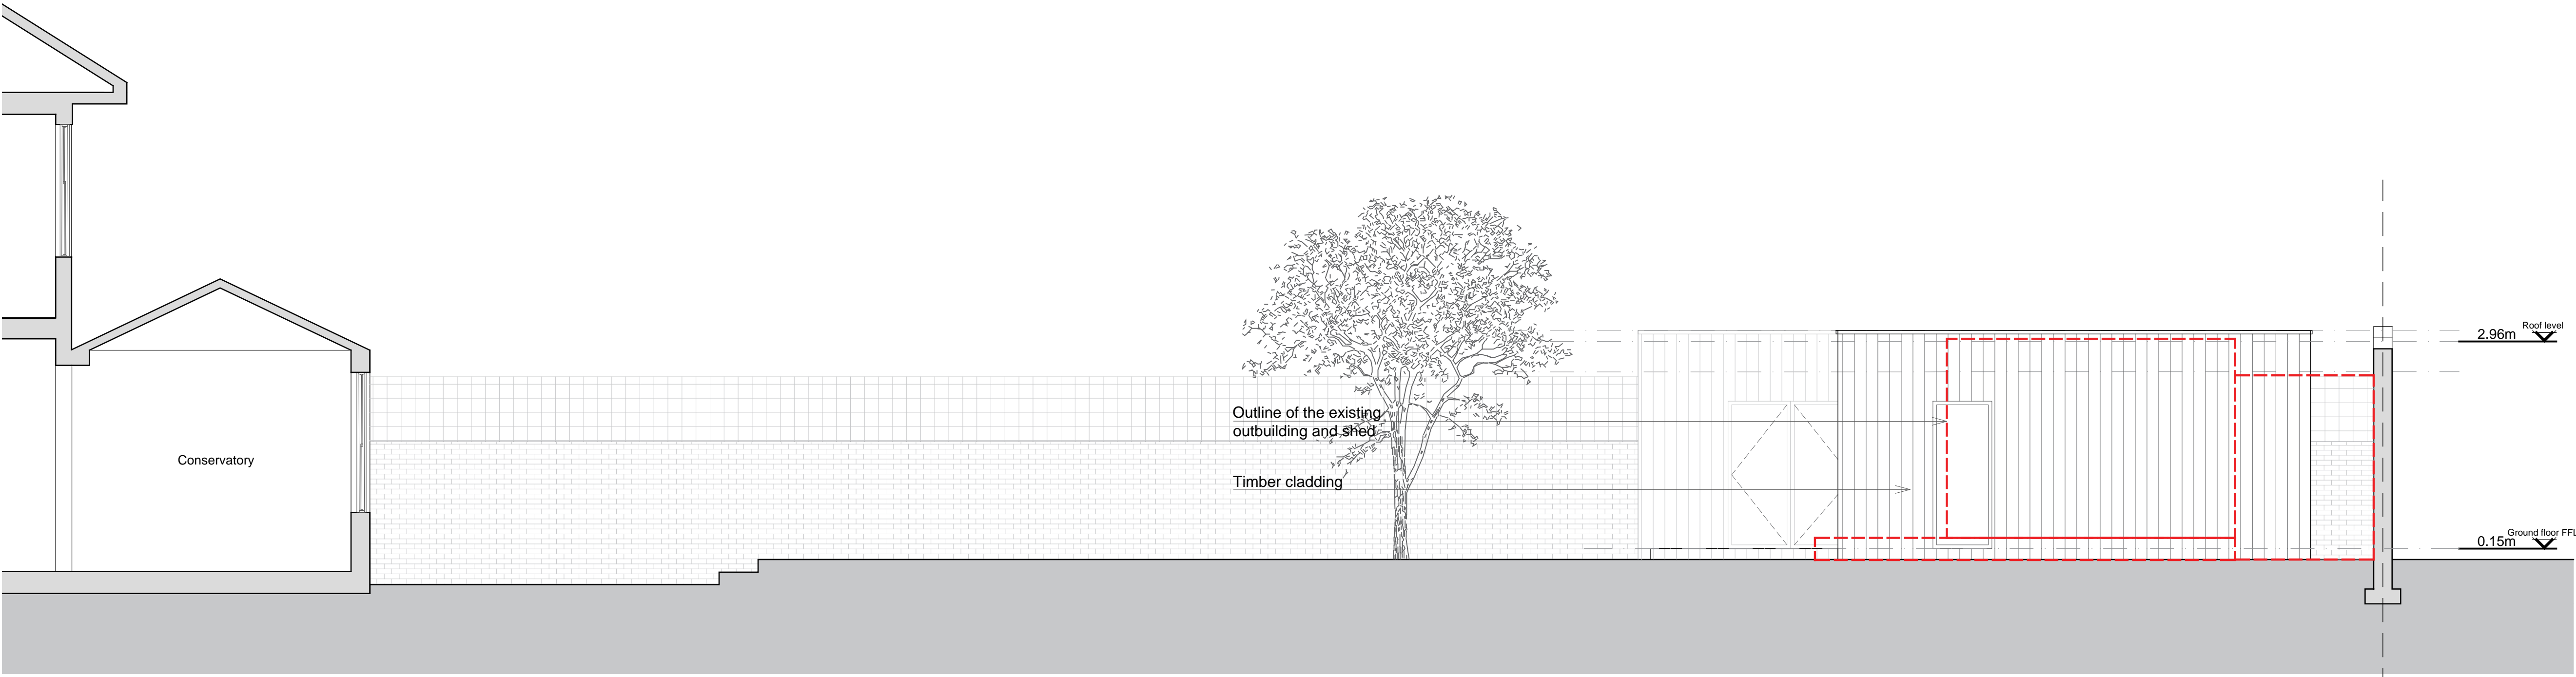 Conservatory
Outline of the existing
outbuilding and shed
Timber cladding
Roof level
2.96m
Ground floor FFL
0.15m